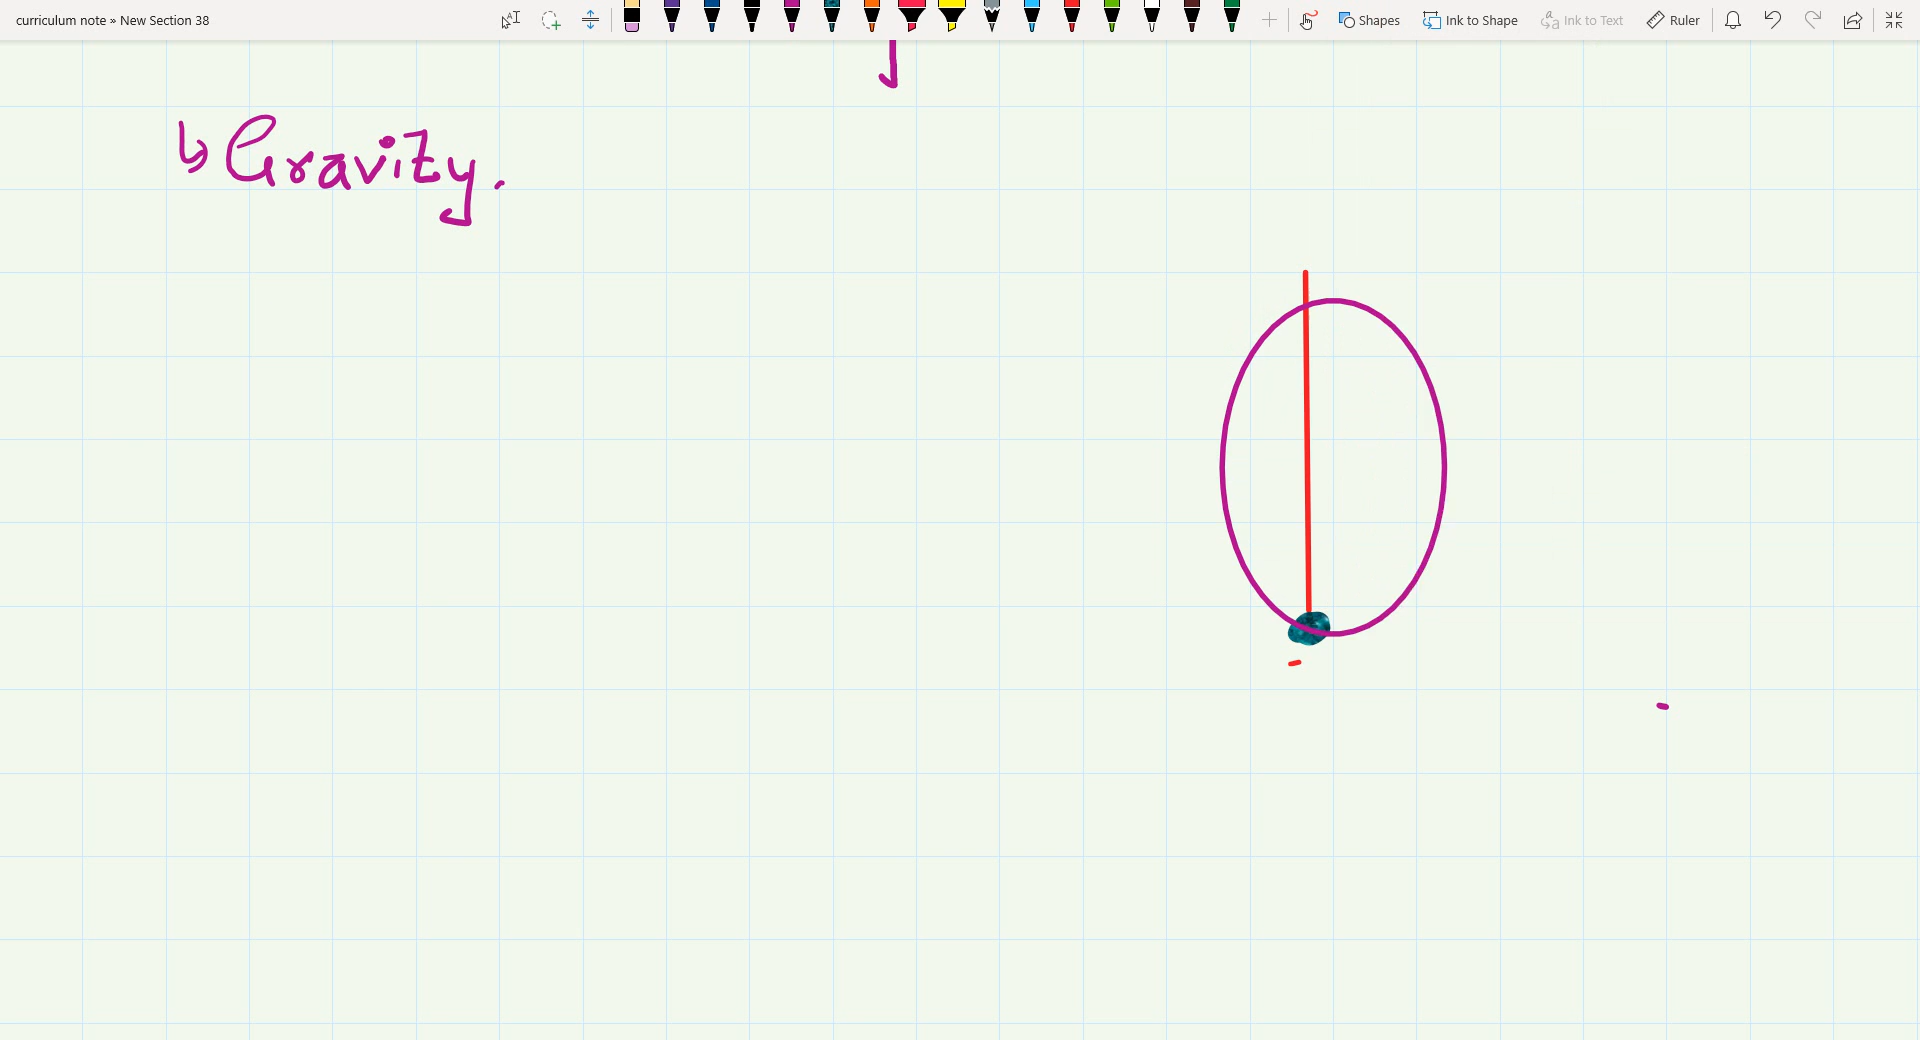 curriculum note » New Section 38
Shapes
Ink to Shape
Ink to Text
Ruler
Gravity.